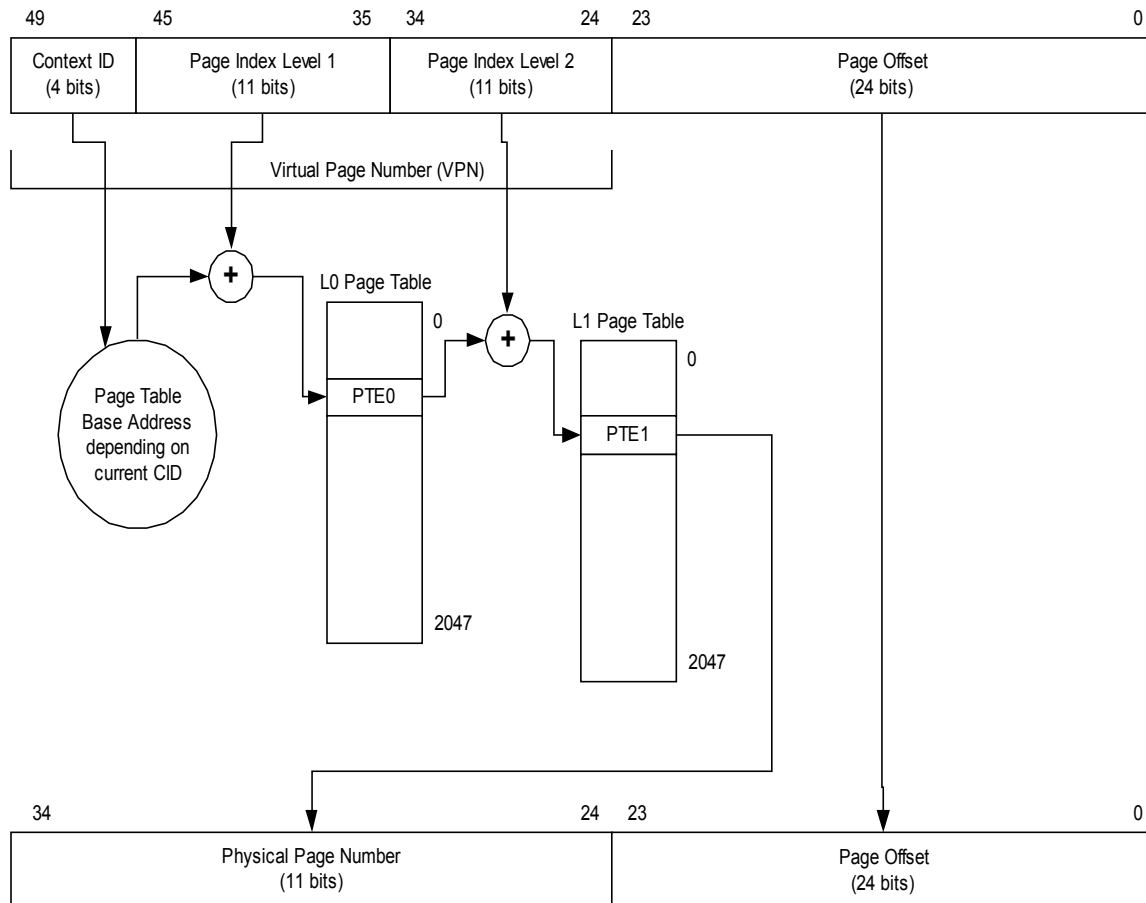 49 45 35 34 24 23 0
Context ID Page Index Level 1 Page Index Level 2 Page Offset
(4 bits) (11 bits) (11 bits) (24 bits)
Virtual Page Number (VPN)
+
L0 Page Table
0
+
L1 Page Table
0
Page Table
Base Address
depending on
current CID
PTE0
PTE1
2047
2047
34 24 23 0
Physical Page Number Page Offset
(11 bits) (24 bits)